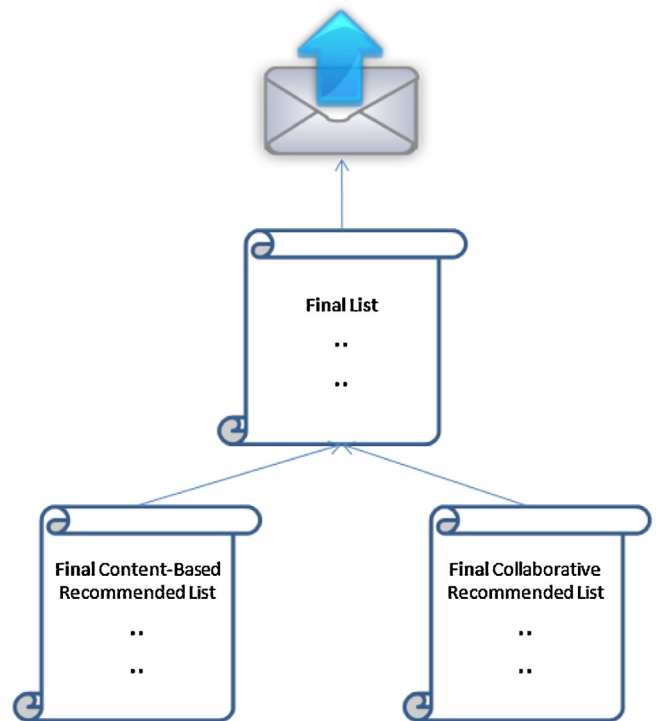 Final List
..
..
Final Content-Based
Recommended List
..
..
Final Collaborative
Recommended List
..
..